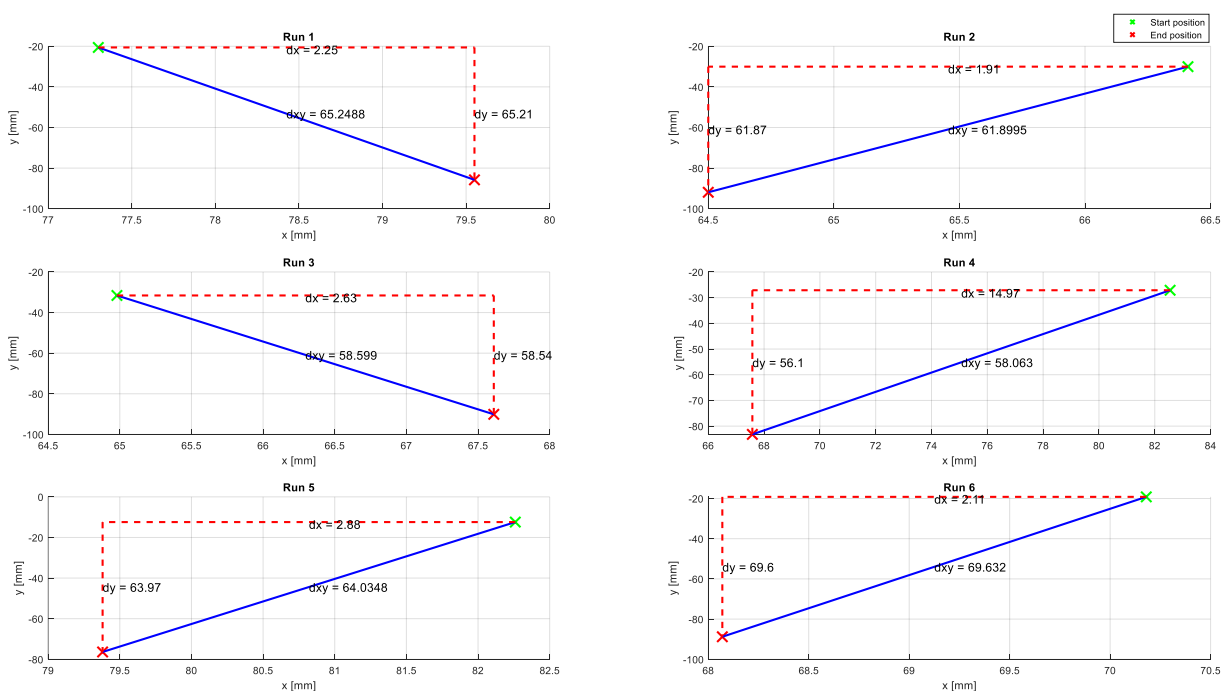 Start position
End position
Run 1
-20
-40
-60
-80
-100
y [mm]
dx = 2.25
dxy = 65.2488
dy = 65.21
77
77.5
78
78.5
79
79.5
80
x [mm]
Run 2
-20
-40
-60
-80
-100
y [mm]
dx = 1.91
dy = 61.87
dxy = 61.8995
64.5
65
65.5
66
66.5
x [mm]
Run 3
-20
-40
-60
-80
-100
y [mm]
dx = 2.63
dxy = 58.599
dy = 58.54
64.5
65
65.5
66
66.5
67
67.5
68
x [mm]
Run 4
-20
-30
-40
-50
-60
-70
-80
y [mm]
dx = 14.97
dy = 56.1
dxy = 58.063
66
68
70
72
74
76
78
80
82
84
x [mm]
Run 5
0
-20
-40
-60
-80
y [mm]
dx = 2.88
dy = 63.97
dxy = 64.0348
79
79.5
80
80.5
81
81.5
82
82.5
x [mm]
Run 6
-20
-40
-60
-80
-100
y [mm]
dx = 2.11
dy = 69.6
dxy = 69.632
68
68.5
69
69.5
70
70.5
x [mm]